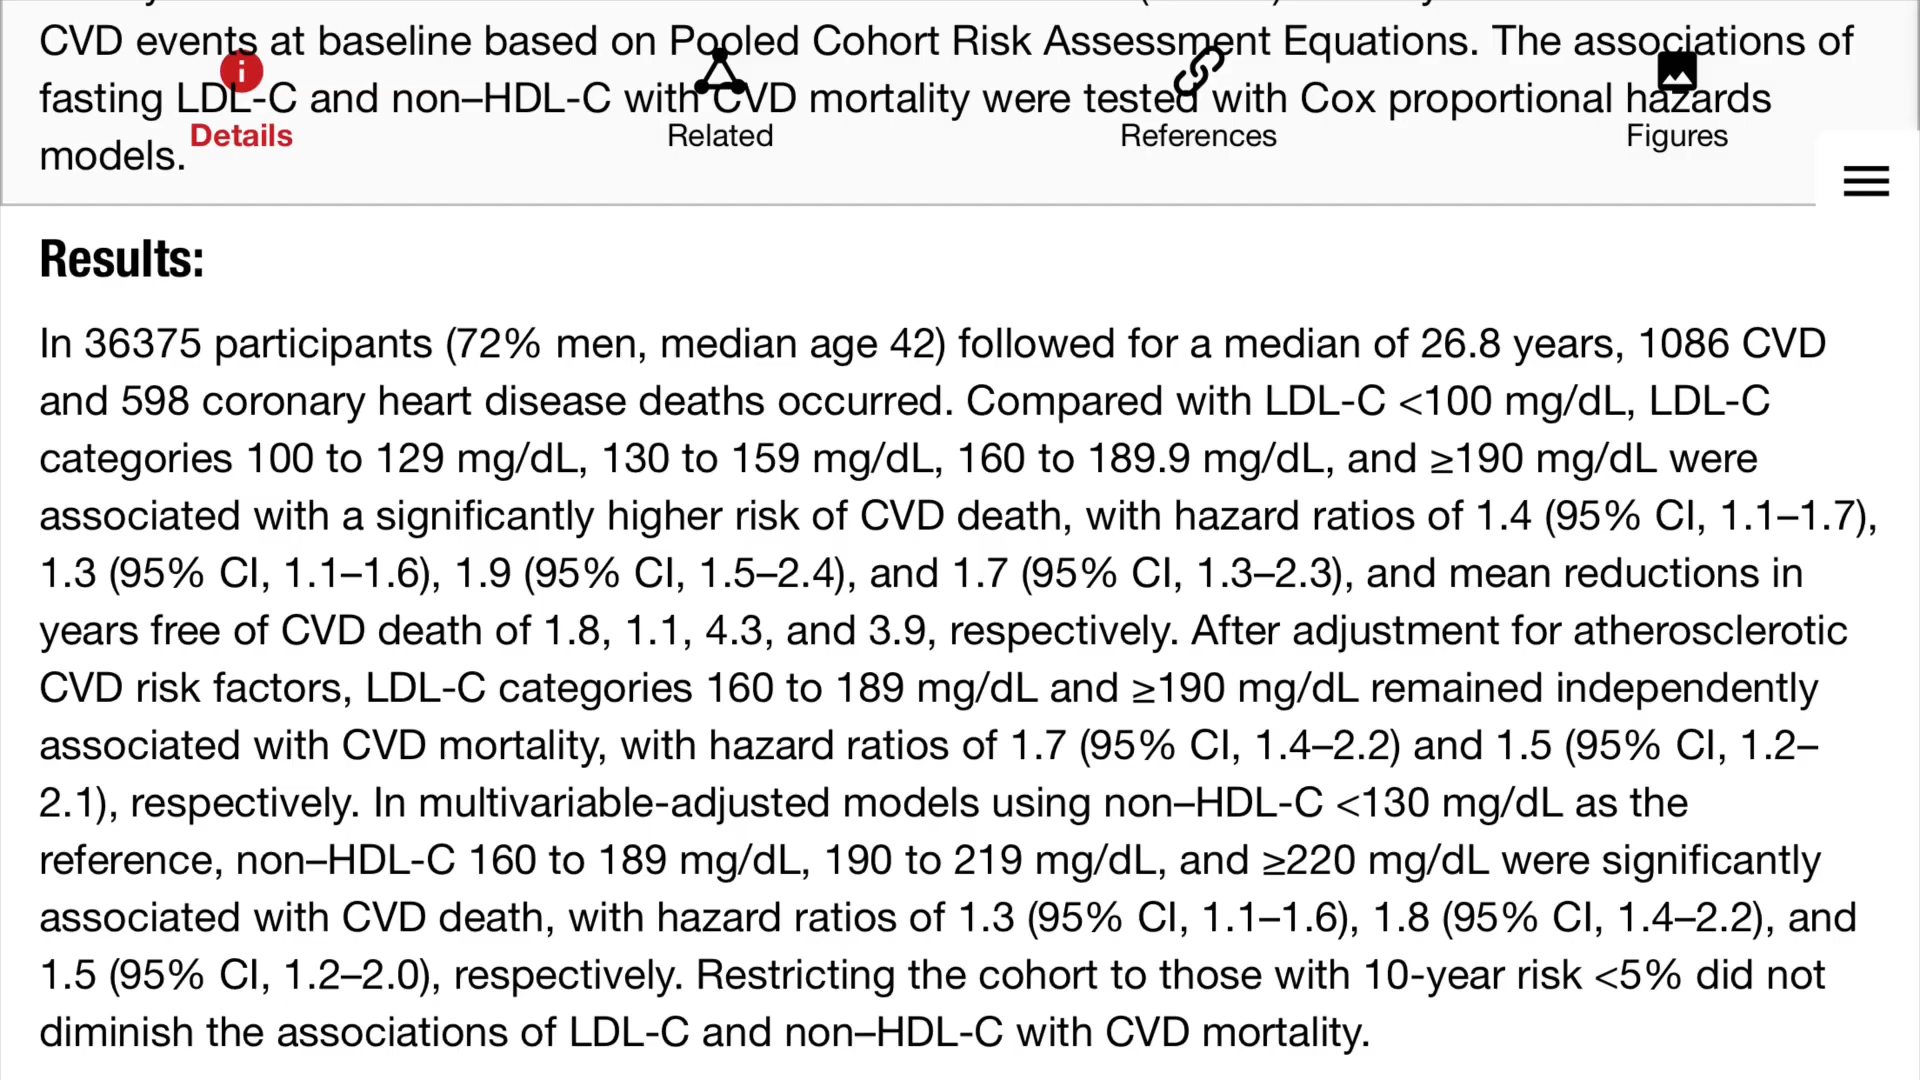 CVD events at baseline based on Pooled Cohort Risk Assessment Equations. The associations of
fasting LDL-C and non–HDL-C with CVD mortality were tested with Cox proportional hazards
models.
Details
Related
References
Figures
Results:
In 36375 participants (72% men, median age 42) followed for a median of 26.8 years, 1086 CVD
and 598 coronary heart disease deaths occurred. Compared with LDL-C <100 mg/dL, LDL-C
categories 100 to 129 mg/dL, 130 to 159 mg/dL, 160 to 189.9 mg/dL, and ≥190 mg/dL were
associated with a significantly higher risk of CVD death, with hazard ratios of 1.4 (95% CI, 1.1–1.7),
1.3 (95% CI, 1.1–1.6), 1.9 (95% CI, 1.5–2.4), and 1.7 (95% CI, 1.3–2.3), and mean reductions in
years free of CVD death of 1.8, 1.1, 4.3, and 3.9, respectively. After adjustment for atherosclerotic
CVD risk factors, LDL-C categories 160 to 189 mg/dL and ≥190 mg/dL remained independently
associated with CVD mortality, with hazard ratios of 1.7 (95% CI, 1.4–2.2) and 1.5 (95% CI, 1.2–
2.1), respectively. In multivariable-adjusted models using non–HDL-C <130 mg/dL as the
reference, non–HDL-C 160 to 189 mg/dL, 190 to 219 mg/dL, and ≥220 mg/dL were significantly
associated with CVD death, with hazard ratios of 1.3 (95% CI, 1.1–1.6), 1.8 (95% CI, 1.4–2.2), and
1.5 (95% CI, 1.2–2.0), respectively. Restricting the cohort to those with 10-year risk <5% did not
diminish the associations of LDL-C and non–HDL-C with CVD mortality.